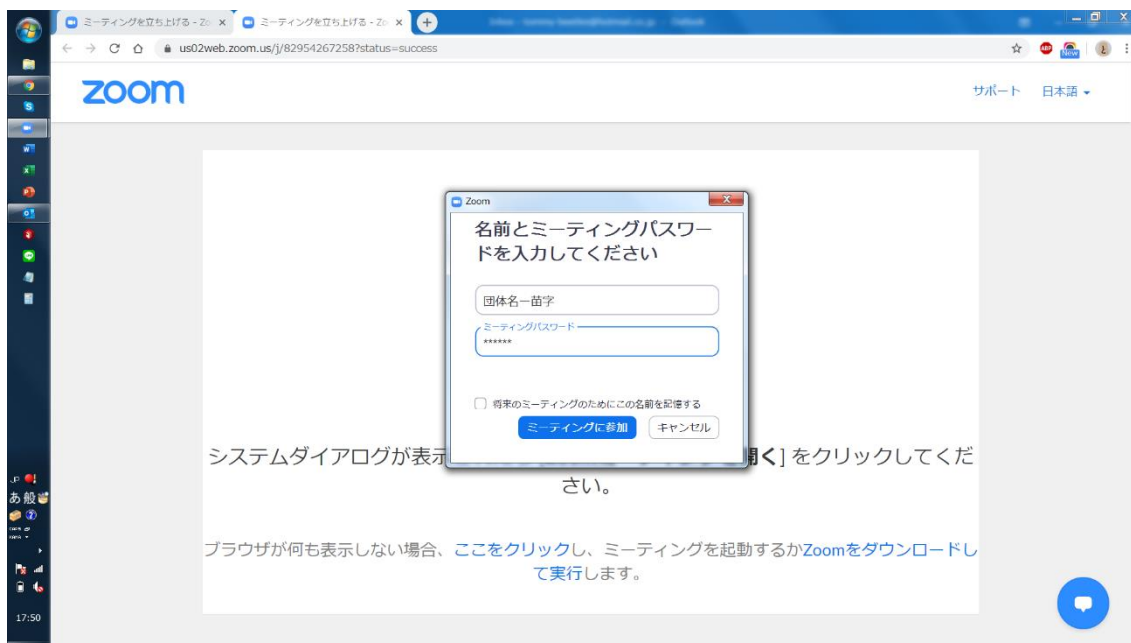 ミーティングを立ち上げる - Zo
ミーティングを立ち上げる - Zo
us02web.zoom.us/j/82954267258?status=success
ABP
New
zoom
サポート
日本語
Zoom
名前とミーティングパスワー
ドを入力してください
団体名ー苗字
ミーティングパスワード
******
将来のミーティングのためにこの名前を記憶する
ミーティングに参加
キャンセル
システムダイアログが表示
開く] をクリックしてくだ
さい。
ブラウザが何も表示しない場合、ここをクリックし、ミーティングを起動するかZoomをダウンロードし
て実行します。
JP
あ 般
17:50